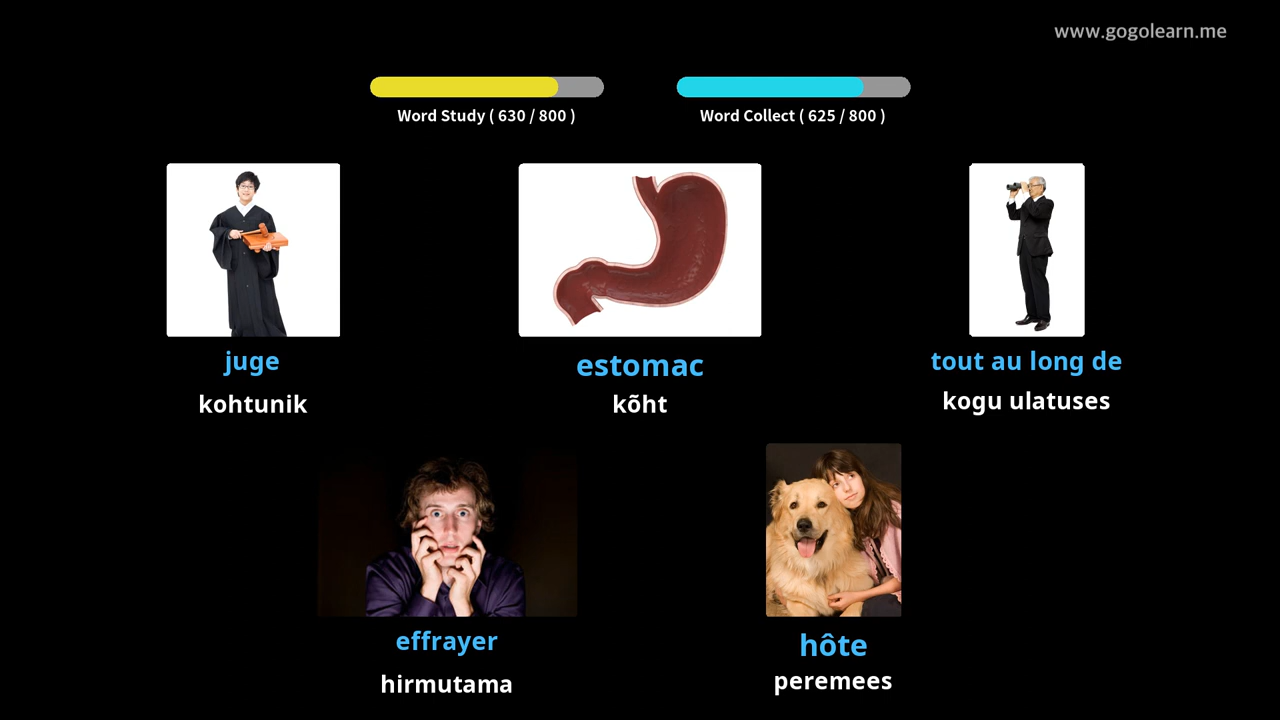 www.gogolearn.me
Word Study ( 630 / 800 )
Word Collect ( 625 / 800 )
juge
kohtunik
estomac
kõht
tout au long de
kogu ulatuses
effrayer
hirmutama
hôte
peremees